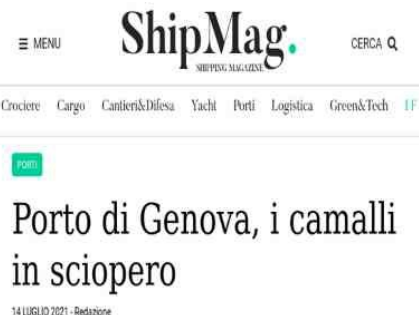 ShipMag.
≡ MENU
CERCA
SHIPPING MAGAZINE
Crociere Cargo Cantieri&Difesa Yacht Porti Logistica Green&Tech I F
PORTI
Porto di Genova, i camalli
in sciopero
14 LUGLIO 2021 - Redazione